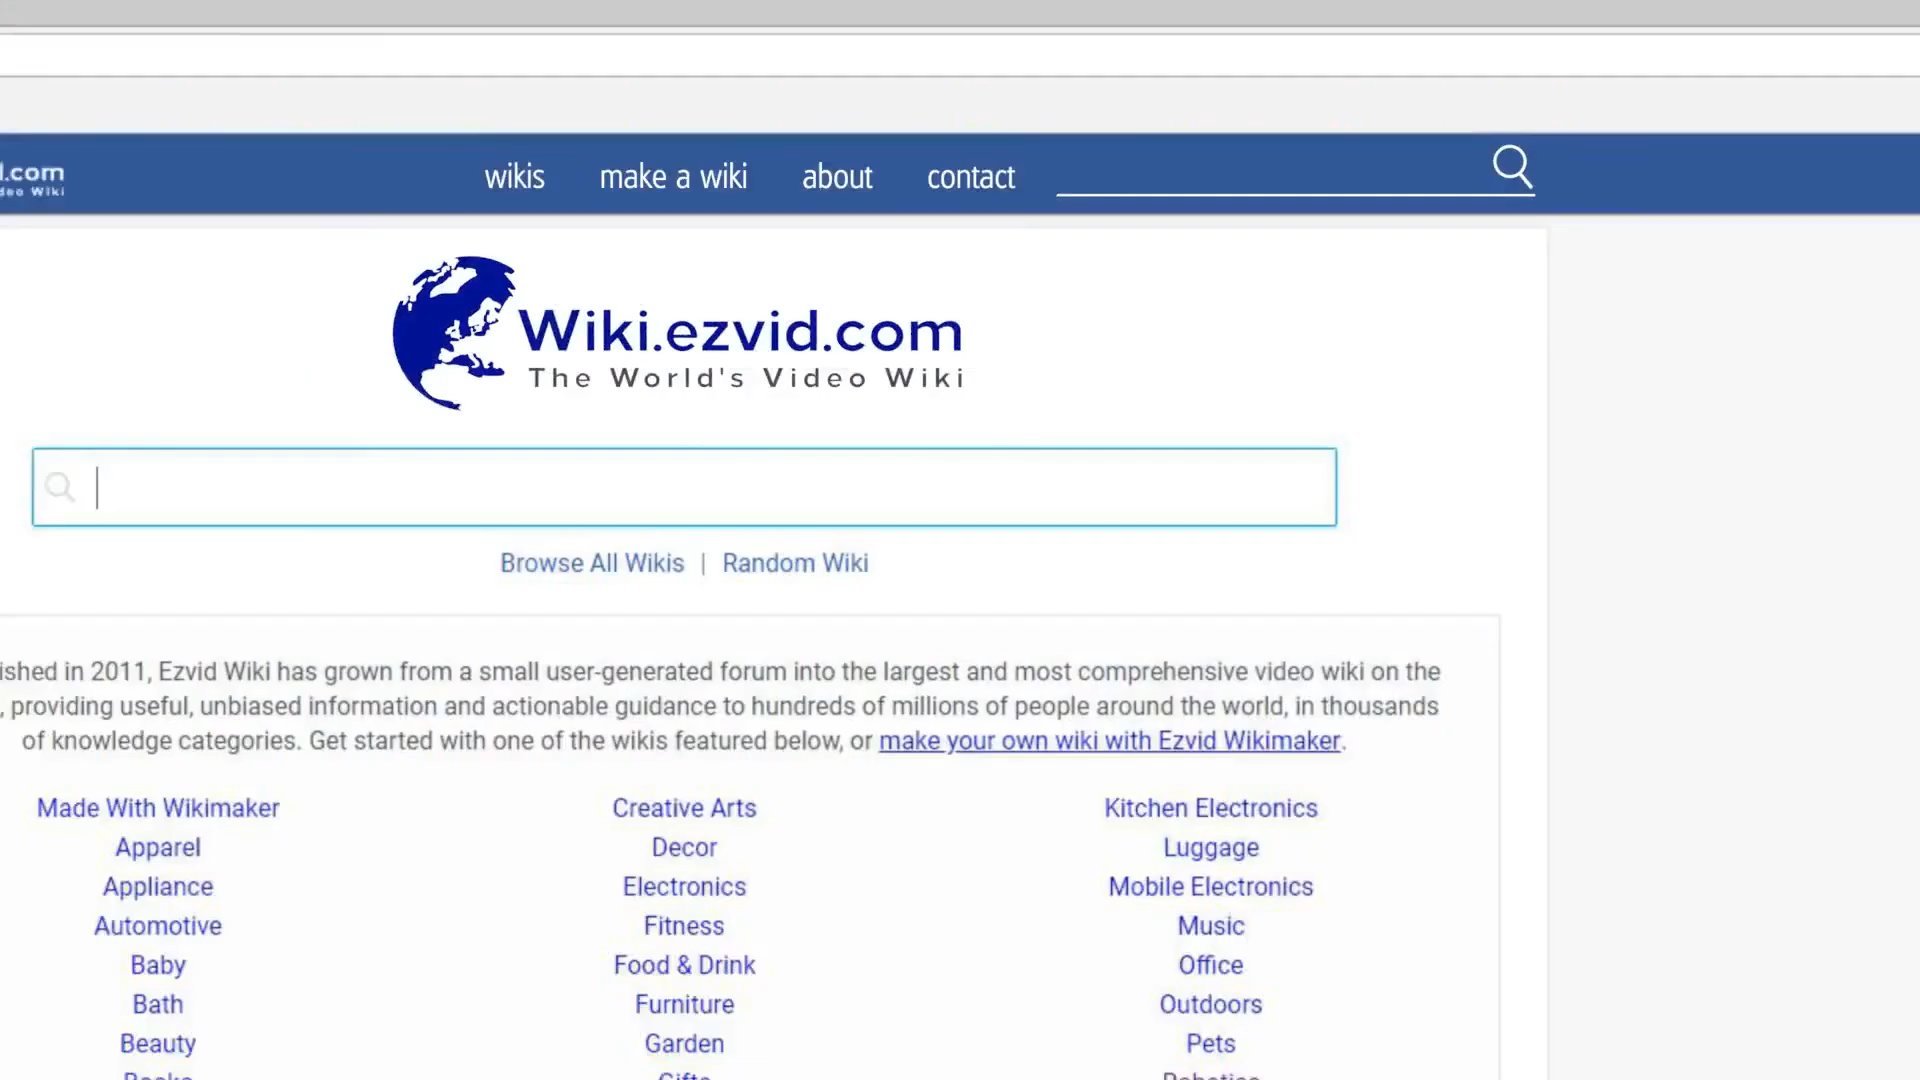 .com
deo Wiki
wikis make a wiki about contact
Wiki.ezvid.com
The World's Video Wiki
Browse All Wikis | Random Wiki
ished in 2011, Ezvid Wiki has grown from a small user-generated forum into the largest and most comprehensive video wiki on the
, providing useful, unbiased information and actionable guidance to hundreds of millions of people around the world, in thousands
of knowledge categories. Get started with one of the wikis featured below, or make your own wiki with Ezvid Wikimaker.
Made With Wikimaker Creative Arts Kitchen Electronics
Apparel Decor Luggage
Appliance Electronics Mobile Electronics
Automotive Fitness Music
Baby Food & Drink Office
Bath Furniture Outdoors
Beauty Garden Pets
Books Gifts Robotics